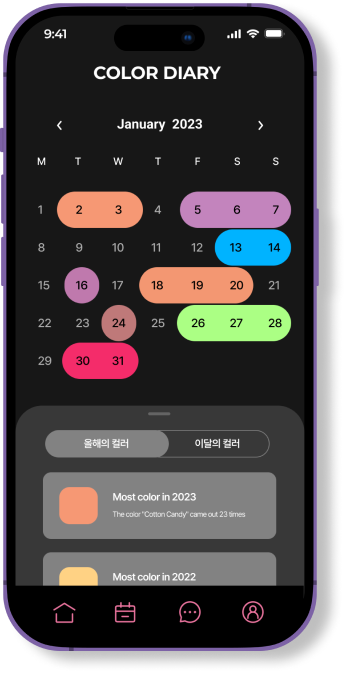 9:41
COLOR DIARY
January 2023
M T W T F S S
1 2 3 4 5 6 7
8 9 10 11 12 13 14
15 16 17 18 19 20 21
22 23 24 25 26 27 28
29 30 31
올해의 컬러 이달의 컬러
Most color in 2023
The color "Cotton Candy" came out 23 times
Most color in 2022